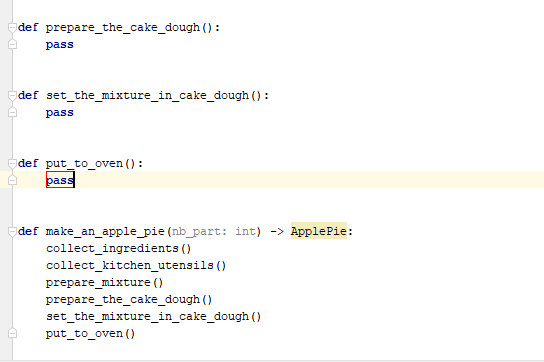 def prepare_the_cake_dough():
    pass
def set_the_mixture_in_cake_dough():
    pass
def put_to_oven():
    pass
def make_an_apple_pie(nb_part: int) -> ApplePie:
    collect_ingredients()
    collect_kitchen_utensils()
    prepare_mixture()
    prepare_the_cake_dough()
    set_the_mixture_in_cake_dough()
    put_to_oven()